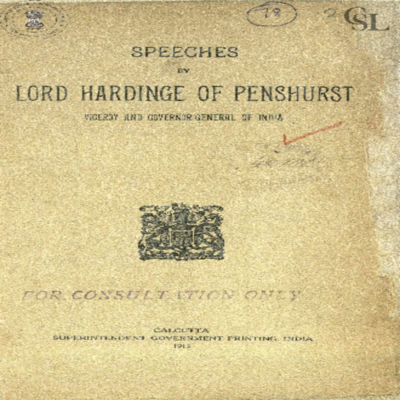 78
CSL
SPEECHES
BY
LORD HARDINGE OF PENSHURST
VICEROY AND GOVERNOR-GENERAL OF INDIA
FOR CONSULTATION ONLY
CALCUTTA
SUPERINTENDENT GOVERNMENT PRINTING, INDIA